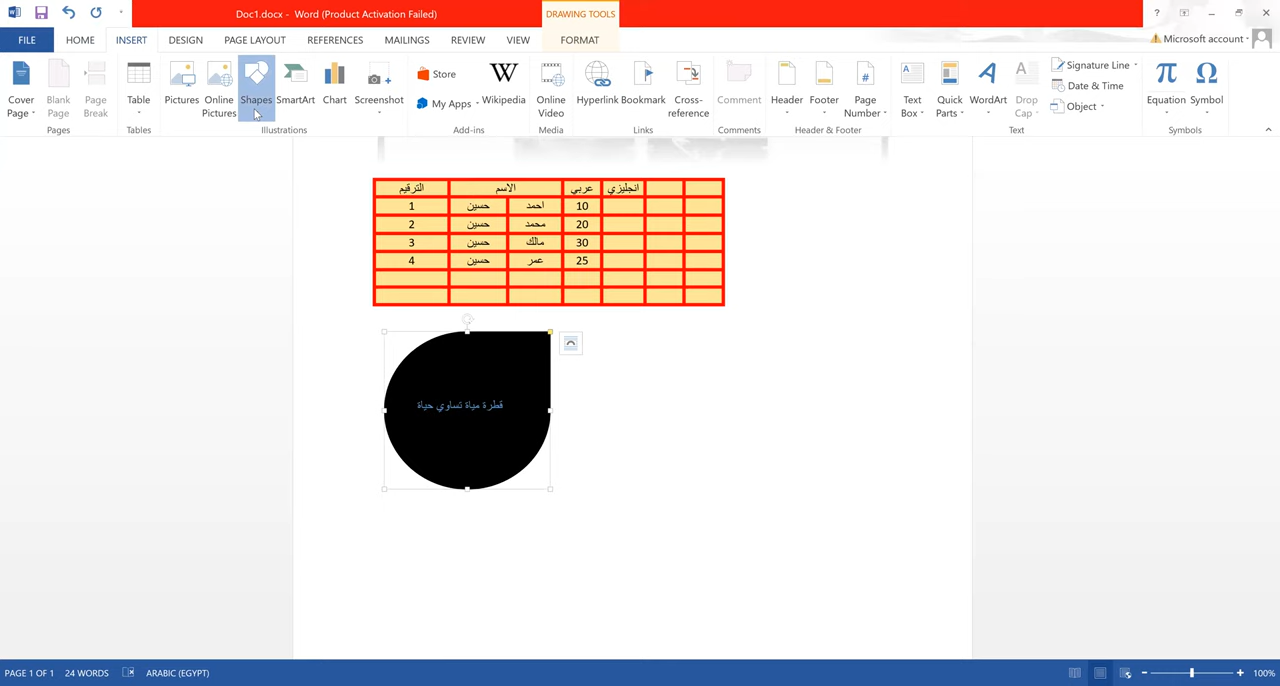 Doc1.docx - Word (Product Activation Failed)
DRAWING TOOLS
?
FILE HOME INSERT DESIGN PAGE LAYOUT REFERENCES MAILINGS REVIEW VIEW FORMAT
Microsoft account
Cover Page
Blank Page
Page Break
Pages
Table
Tables
Pictures
Online Pictures
Shapes
SmartArt
Chart
Screenshot
Illustrations
Store
My Apps
Wikipedia
Add-ins
Online Video
Media
Hyperlink
Bookmark
Cross-reference
Links
Comment
Comments
Header
Footer
Page Number
Header & Footer
Text Box
Quick Parts
WordArt
Drop Cap
Signature Line
Date & Time
Object
Text
π Equation
Ω Symbol
Symbols
الترقيم الاسم عربي انجليزي
1 حسين احمد 10
2 حسين محمد 20
3 حسين مالك 30
4 حسين عمر 25
قطرة مياة تساوي حياة
PAGE 1 OF 1 24 WORDS ARABIC (EGYPT) 100%